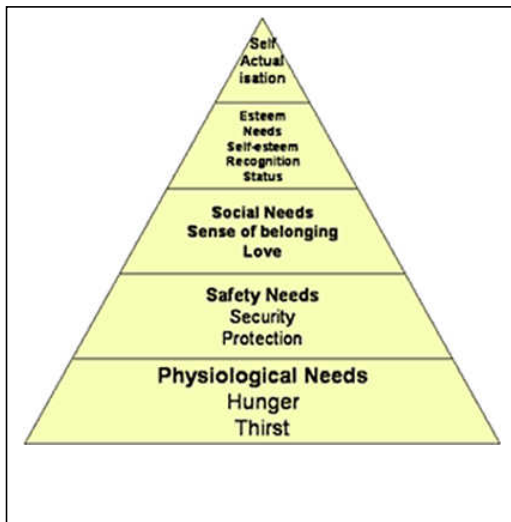 Self
Actual
isation
Esteem
Needs
Self-esteem
Recognition
Status
Social Needs
Sense of belonging
Love
Safety Needs
Security
Protection
Physiological Needs
Hunger
Thirst